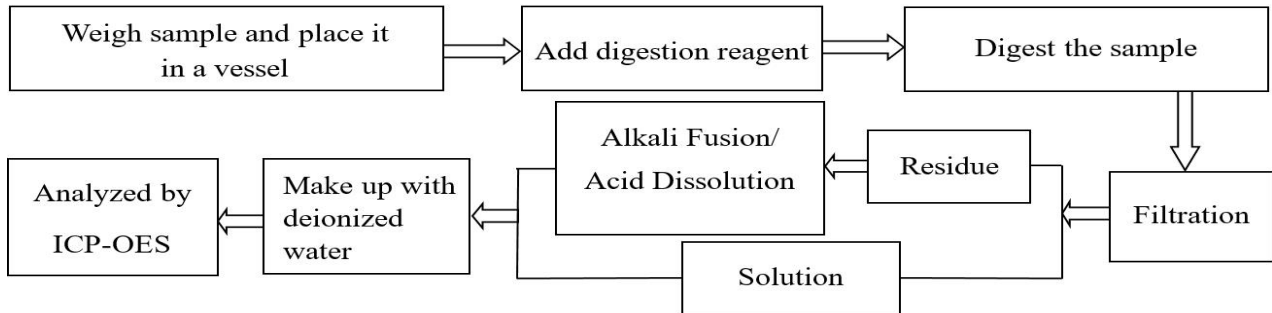 Weigh sample and place it
in a vessel
Add digestion reagent
Digest the sample
Filtration
Residue
Alkali Fusion/
Acid Dissolution
Solution
Make up with
deionized
water
Analyzed by
ICP-OES